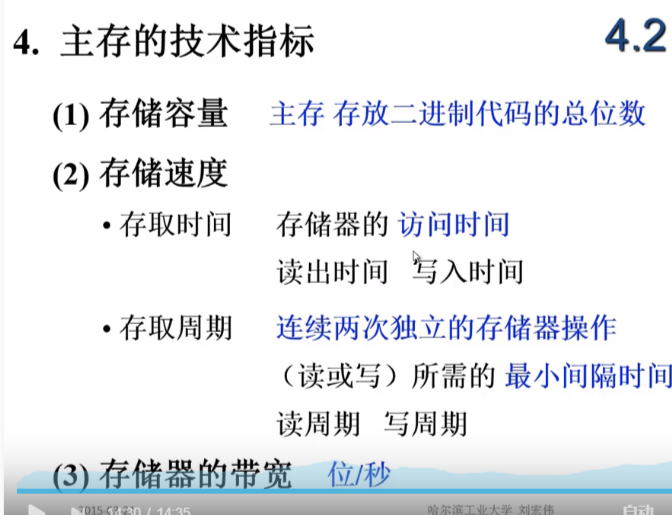 4. 主存的技术指标 4.2
(1) 存储容量 主存 存放二进制代码的总位数
(2) 存储速度
• 存取时间 存储器的 访问时间
读出时间 写入时间
• 存取周期 连续两次独立的存储器操作
（读或写）所需的 最小间隔时间
读周期 写周期
(3) 存储器的带宽 位/秒
14:30 / 14:35 哈尔滨工业大学 刘宏伟 自动